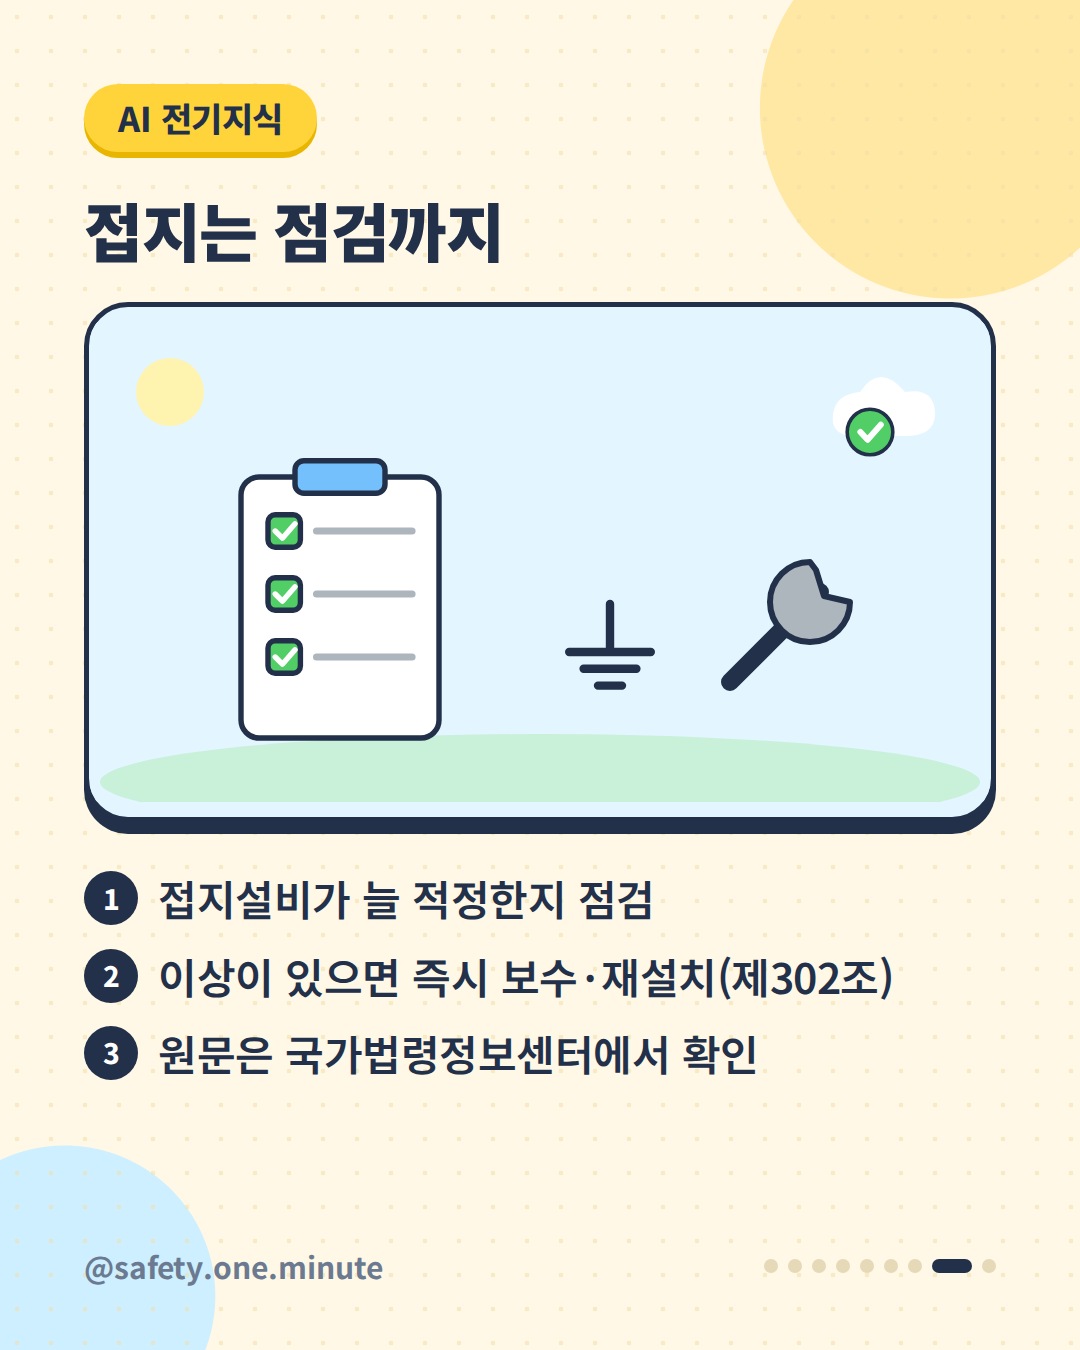 AI 전기지식
접지는 점검까지
1 접지설비가 늘 적정한지 점검
2 이상이 있으면 즉시 보수·재설치(제302조)
3 원문은 국가법령정보센터에서 확인
@safety.one.minute